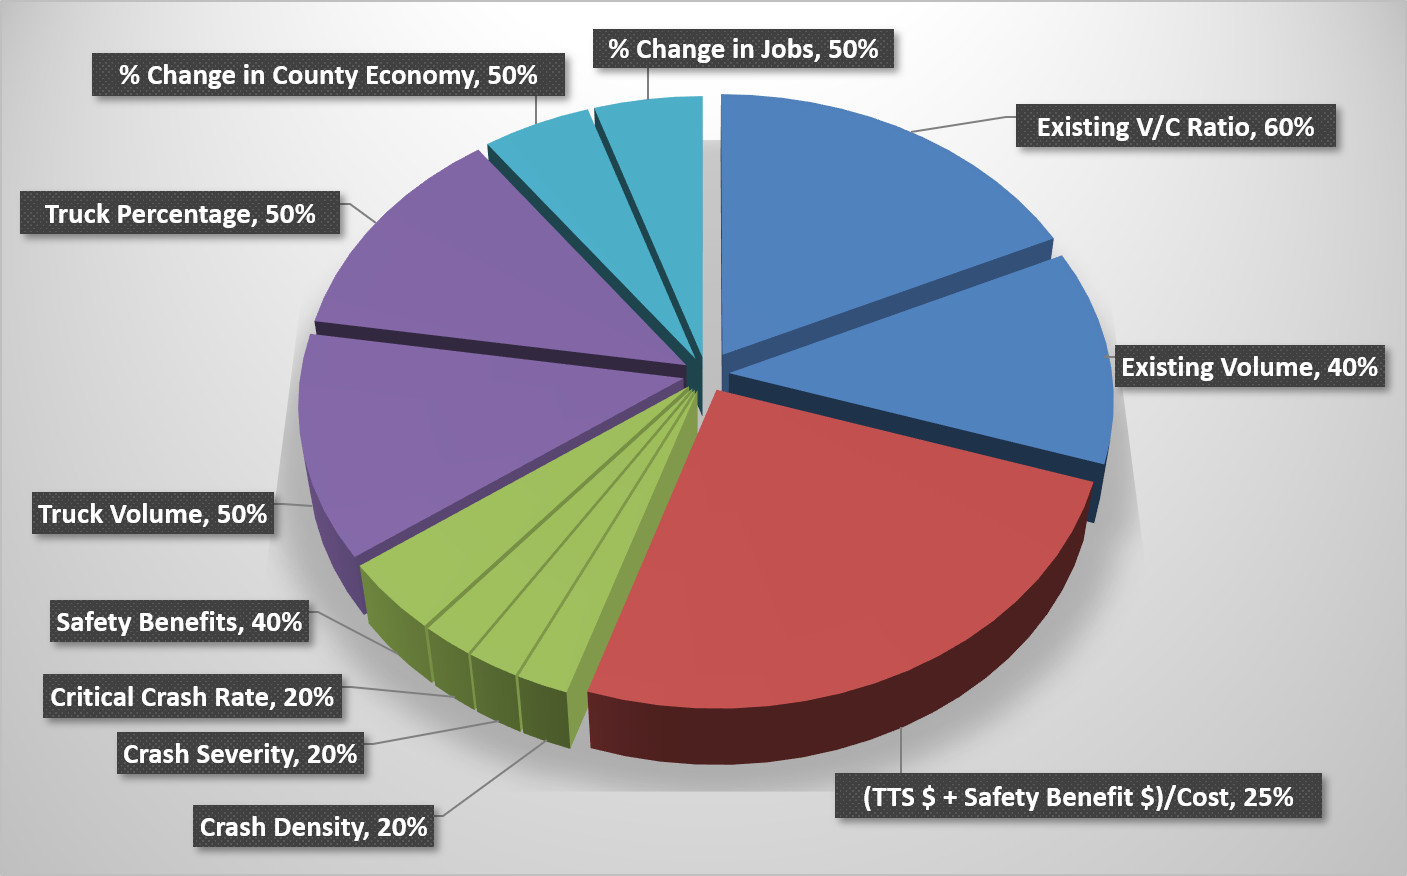 % Change in Jobs, 50%
% Change in County Economy, 50%
Existing V/C Ratio, 60%
Truck Percentage, 50%
Existing Volume, 40%
Truck Volume, 50%
Safety Benefits, 40%
Critical Crash Rate, 20%
Crash Severity, 20%
(TTS $ + Safety Benefit $)/Cost, 25%
Crash Density, 20%